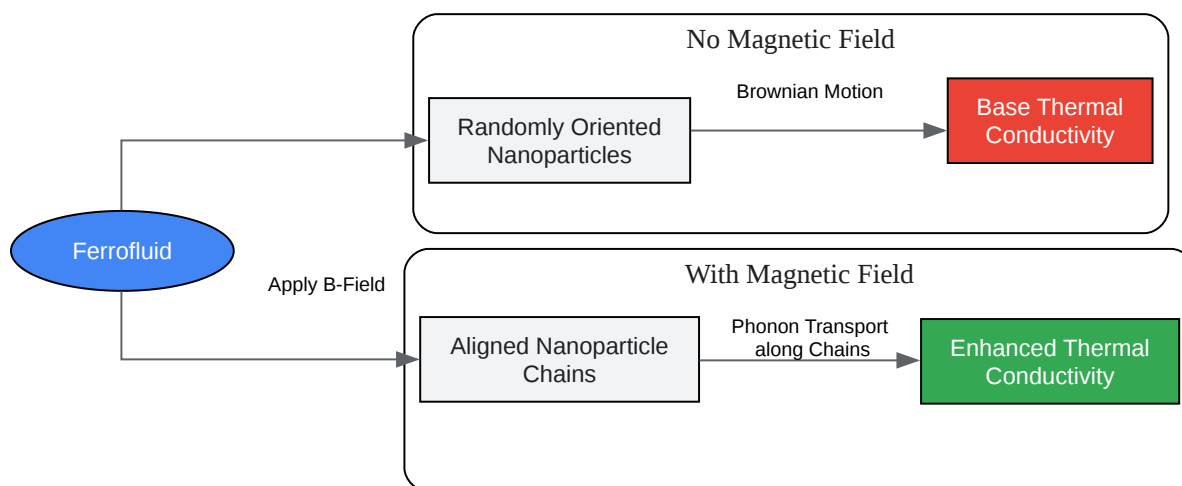 No Magnetic Field
Brownian Motion
Randomly Oriented
Nanoparticles
Base Thermal
Conductivity
Ferrofluid
Apply B-Field
With Magnetic Field
Phonon Transport
along Chains
Aligned Nanoparticle
Chains
Enhanced Thermal
Conductivity